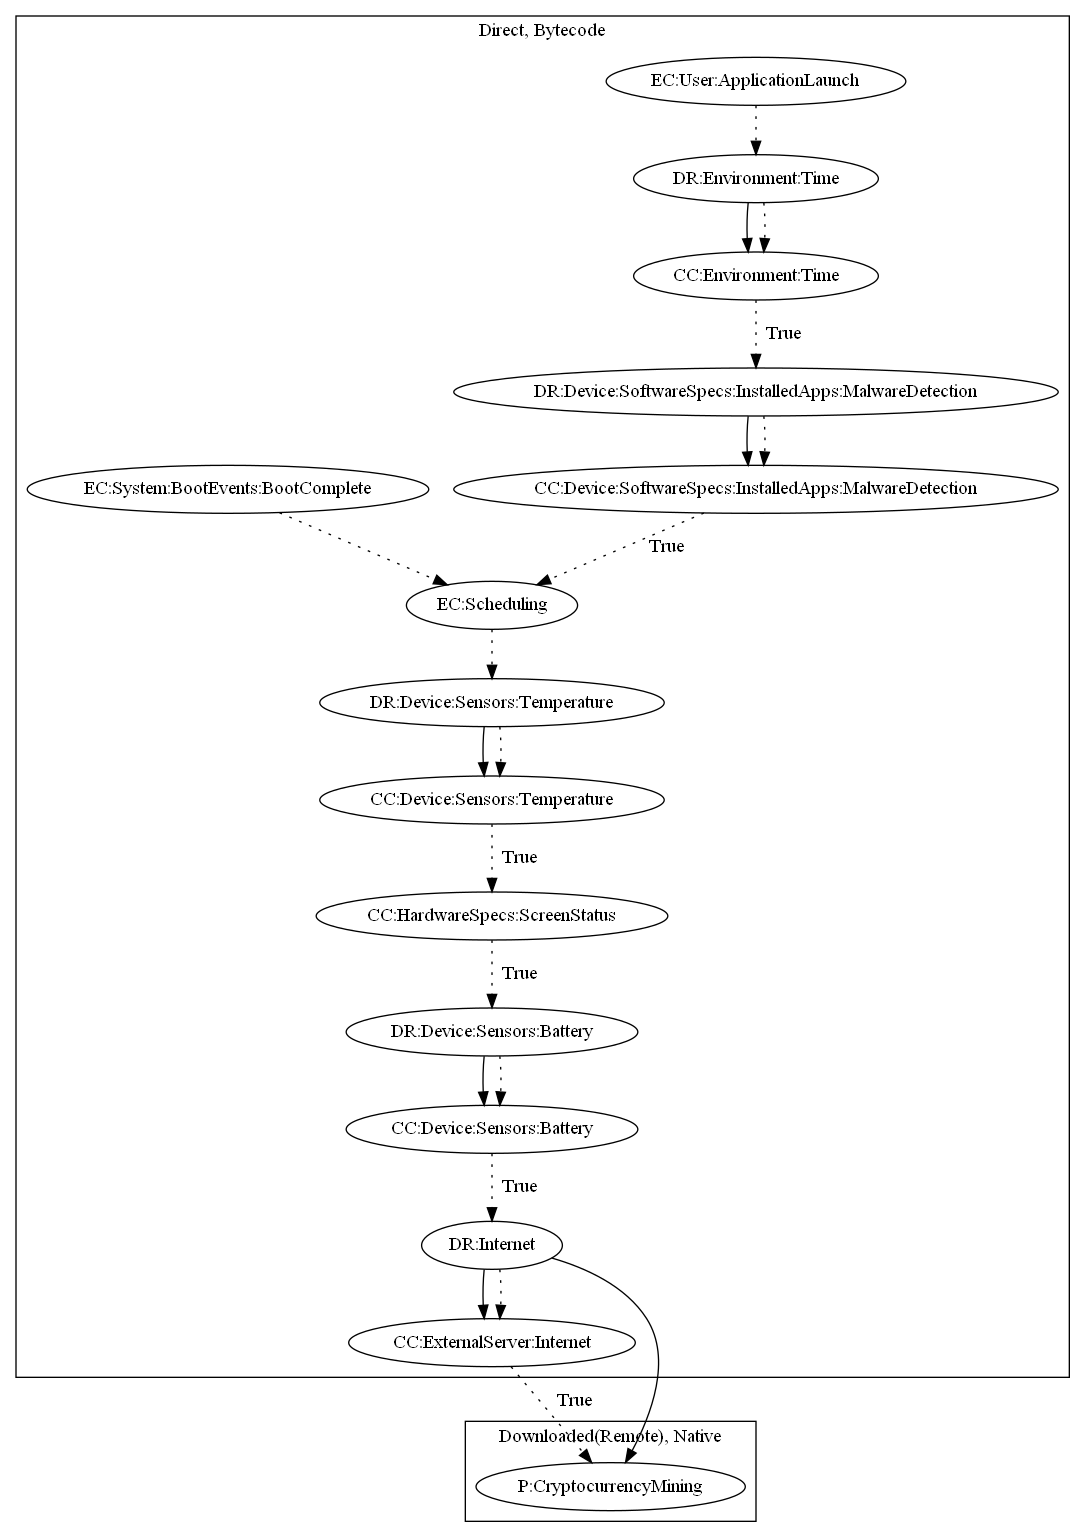 Direct, Bytecode
EC:User:ApplicationLaunch
DR:Environment:Time
CC:Environment:Time
True
DR:Device:SoftwareSpecs:InstalledApps:MalwareDetection
EC:System:BootEvents:BootComplete
CC:Device:SoftwareSpecs:InstalledApps:MalwareDetection
True
EC:Scheduling
DR:Device:Sensors:Temperature
CC:Device:Sensors:Temperature
True
CC:HardwareSpecs:ScreenStatus
True
DR:Device:Sensors:Battery
CC:Device:Sensors:Battery
True
DR:Internet
CC:ExternalServer:Internet
True
Downloaded(Remote), Native
P:CryptocurrencyMining